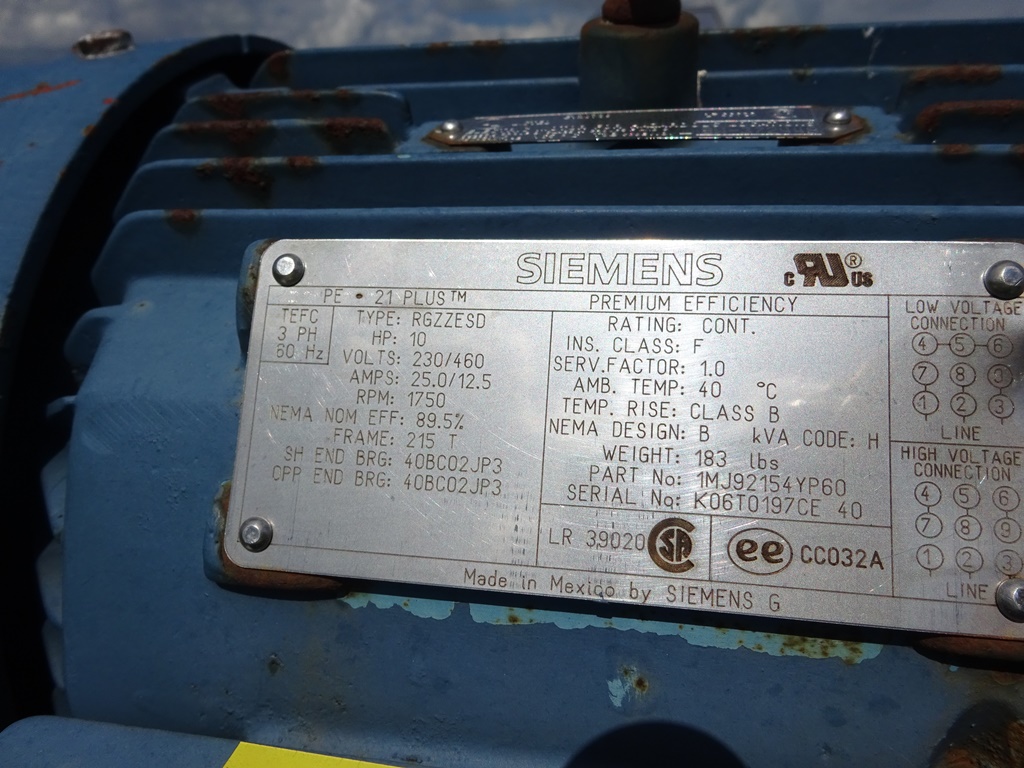 SIEMENS
c RU ® US
PE • 21 PLUS™
PREMIUM EFFICIENCY
TEFC
3 PH
60 Hz
TYPE: RGZZESD
HP: 10
VOLTS: 230/460
AMPS: 25.0/12.5
RPM: 1750
NEMA NOM EFF: 89.5%
FRAME: 215 T
SH END BRG: 40BC02JP3
OPP END BRG: 40BC02JP3
RATING: CONT.
INS. CLASS: F
SERV.FACTOR: 1.0
AMB. TEMP: 40 °C
TEMP. RISE: CLASS B
NEMA DESIGN: B kVA CODE: H
WEIGHT: 183 lbs
PART No: 1MJ92154YP60
SERIAL No: K06T0197CE 40
LR 39020 SA
ee CC032A
Made in Mexico by SIEMENS G
LOW VOLTAGE
CONNECTION
4 5 6
7 8
1 2 3
LINE
HIGH VOLTAGE
CONNECTION
4 5 6
7 8 9
1 2 3
LINE